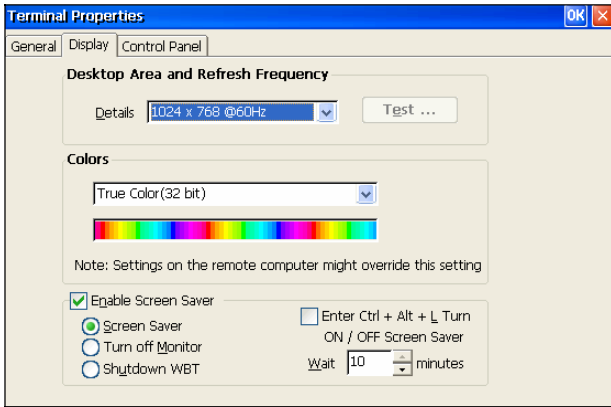 Terminal Properties OK
General Display Control Panel
Desktop Area and Refresh Frequency
Details 1024 x 768 @60Hz Test ...
Colors
True Color(32 bit)
Note: Settings on the remote computer might override this setting
Enable Screen Saver
Screen Saver
Turn off Monitor
Shutdown WBT
Enter Ctrl + Alt + L Turn
ON / OFF Screen Saver
Wait 10 minutes